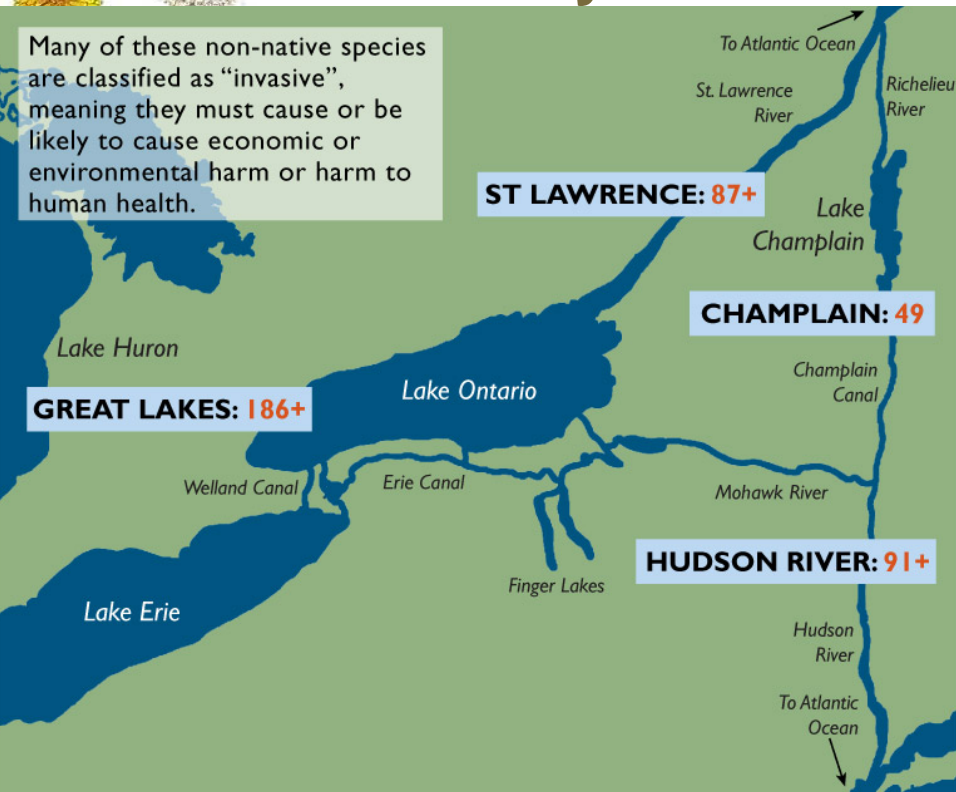 Many of these non-native species
are classified as “invasive”,
meaning they must cause or be
likely to cause economic or
environmental harm or harm to
human health.
To Atlantic Ocean
St. Lawrence
River
Richelieu
River
ST LAWRENCE: 87+
Lake
Champlain
CHAMPLAIN: 49
Lake Huron
Champlain
Canal
Lake Ontario
GREAT LAKES: 186+
Welland Canal
Erie Canal
Mohawk River
HUDSON RIVER: 91+
Finger Lakes
Lake Erie
Hudson
River
To Atlantic
Ocean